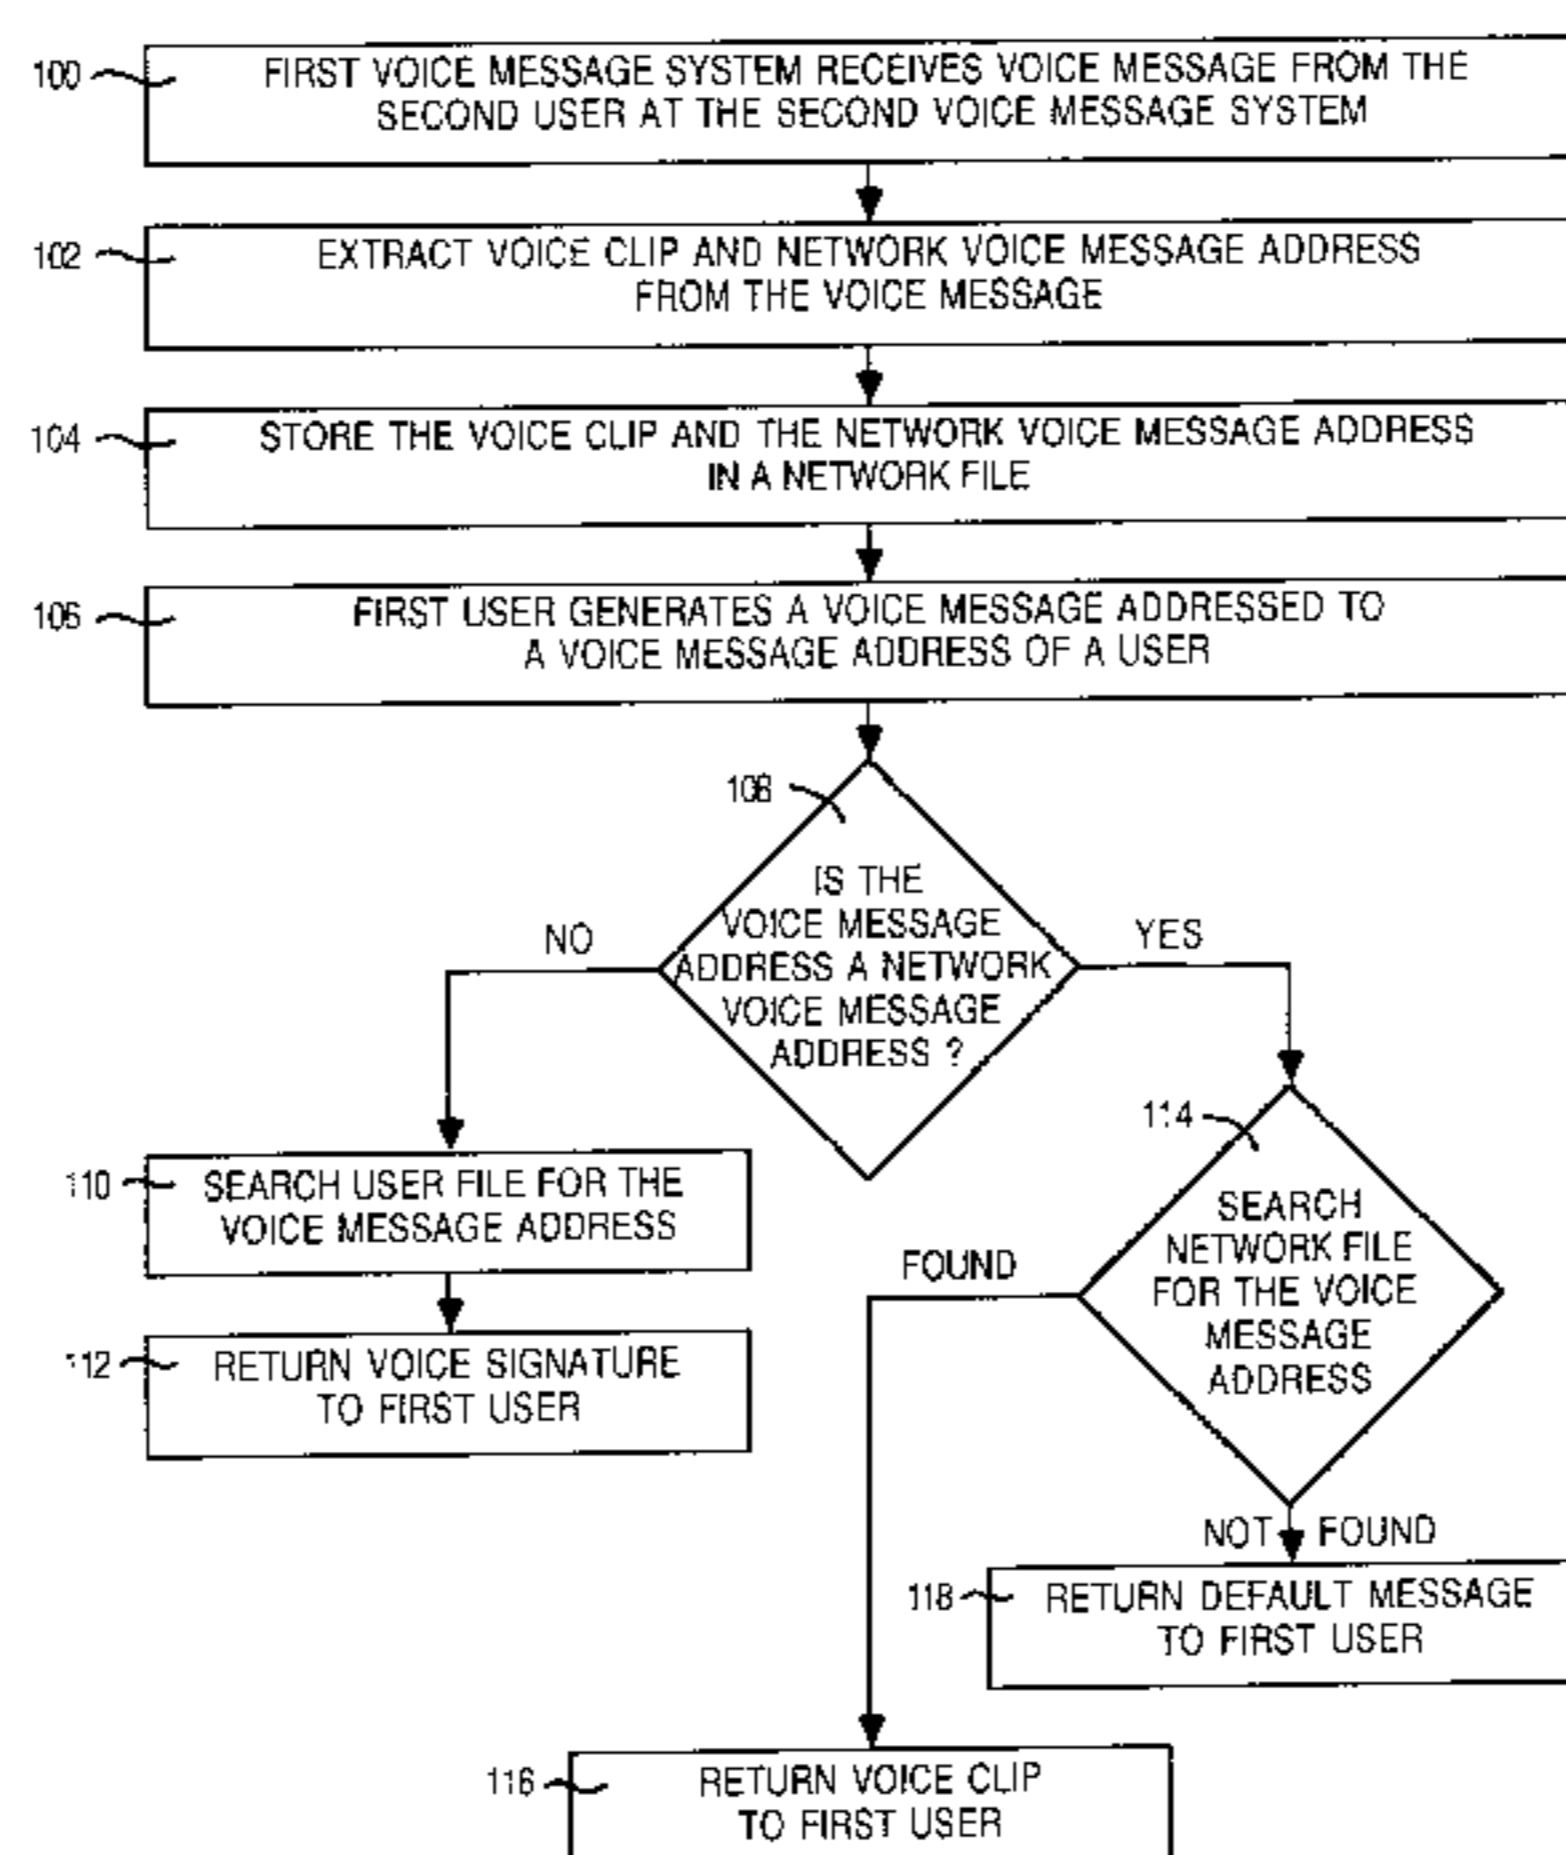 100
FIRST VOICE MESSAGE SYSTEM RECEIVES VOICE MESSAGE FROM THE
SECOND USER AT THE SECOND VOICE MESSAGE SYSTEM
102
EXTRACT VOICE CLIP AND NETWORK VOICE MESSAGE ADDRESS
FROM THE VOICE MESSAGE
104
STORE THE VOICE CLIP AND THE NETWORK VOICE MESSAGE ADDRESS
IN A NETWORK FILE
106
FIRST USER GENERATES A VOICE MESSAGE ADDRESSED TO
A VOICE MESSAGE ADDRESS OF A USER
108
IS THE
VOICE MESSAGE
ADDRESS A NETWORK
VOICE MESSAGE
ADDRESS ?
NO
YES
110
SEARCH USER FILE FOR THE
VOICE MESSAGE ADDRESS
112
RETURN VOICE SIGNATURE
TO FIRST USER
114
SEARCH
NETWORK FILE
FOR THE VOICE
MESSAGE
ADDRESS
FOUND
NOT FOUND
118
RETURN DEFAULT MESSAGE
TO FIRST USER
116
RETURN VOICE CLIP
TO FIRST USER